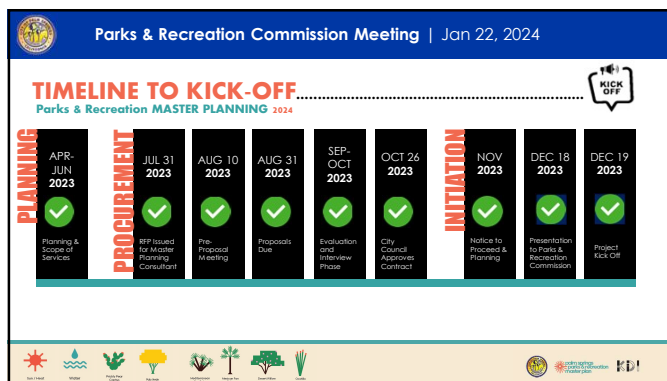 Parks & Recreation Commission Meeting | Jan 22, 2024
TIMELINE TO KICK-OFF
KICK
OFF
Parks & Recreation MASTER PLANNING 2024
PLANNING
APR-
JUN
2023
Planning &
Scope of
Services
PROCUREMENT
JUL 31
2023
RFP Issued
for Master
Planning
Consultant
AUG 10
2023
Pre-
Proposal
Meeting
AUG 31
2023
Proposals
Due
SEP-
OCT
2023
Evaluation
and
Interview
Phase
OCT 26
2023
City
Council
Approves
Contract
INITIATION
NOV
2023
Notice to
Proceed &
Planning
DEC 18
2023
Presentation
to Parks &
Recreation
Commission
DEC 19
2023
Project
Kick Off
Water
palm springs
parks & recreation
master plan
KDI